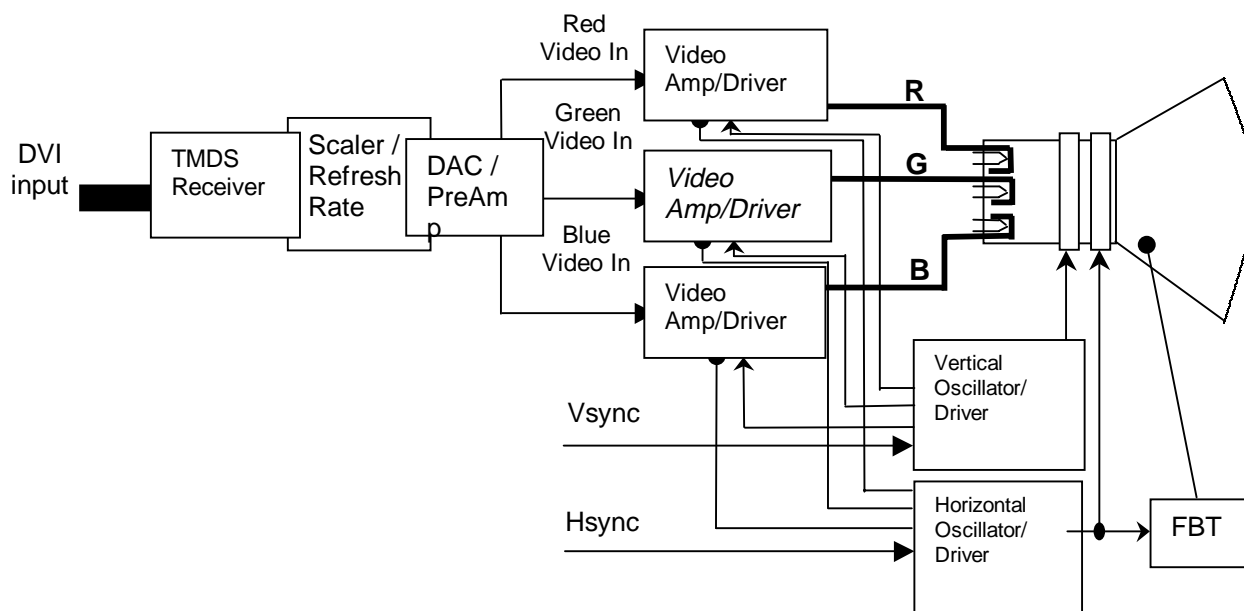 DVI
input
TMDS
Receiver
Scaler /
Refresh
Rate
DAC /
PreAm
p
Red
Video In
Green
Video In
Blue
Video In
Video
Amp/Driver
Video
Amp/Driver
Video
Amp/Driver
R
G
B
Vsync
Hsync
Vertical
Oscillator/
Driver
Horizontal
Oscillator/
Driver
FBT